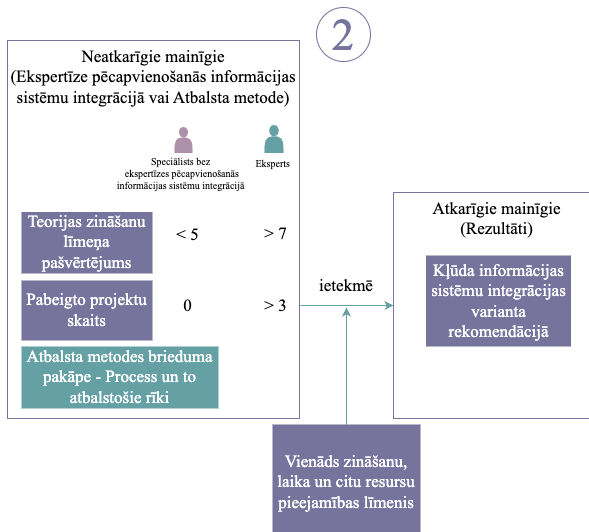 2
Neatkarīgie mainīgie
(Ekspertīze pēcapvienošanās informācijas
sistēmu integrācijā vai Atbalsta metode)
Speciālists bez
ekspertīzes pēcapvienošanās
informācijas sistēmu integrācijā
Eksperts
Teorijas zināšanu
līmeņa
pašvērtējums
< 5
> 7
Pabeigto projektu
skaits
0
> 3
Atbalsta metodes brieduma
pakāpe - Process un to
atbalstošie rīki
ietekmē
Atkarīgie mainīgie
(Rezultāti)
Kļūda informācijas
sistēmu integrācijas
varianta
rekomendācijā
Vienāds zināšanu,
laika un citu resursu
pieejamības līmenis